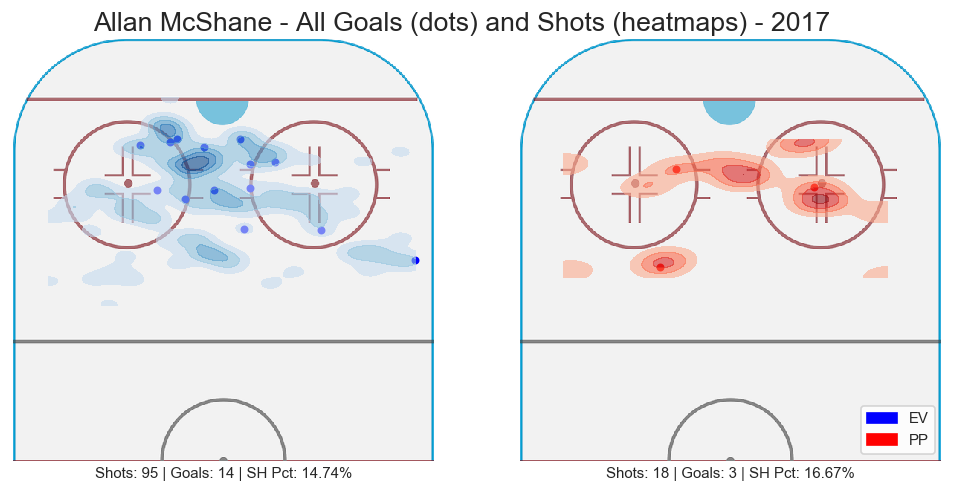 Allan McShane - All Goals (dots) and Shots (heatmaps) - 2017
EV
PP
Shots: 95 | Goals: 14 | SH Pct: 14.74%
Shots: 18 | Goals: 3 | SH Pct: 16.67%